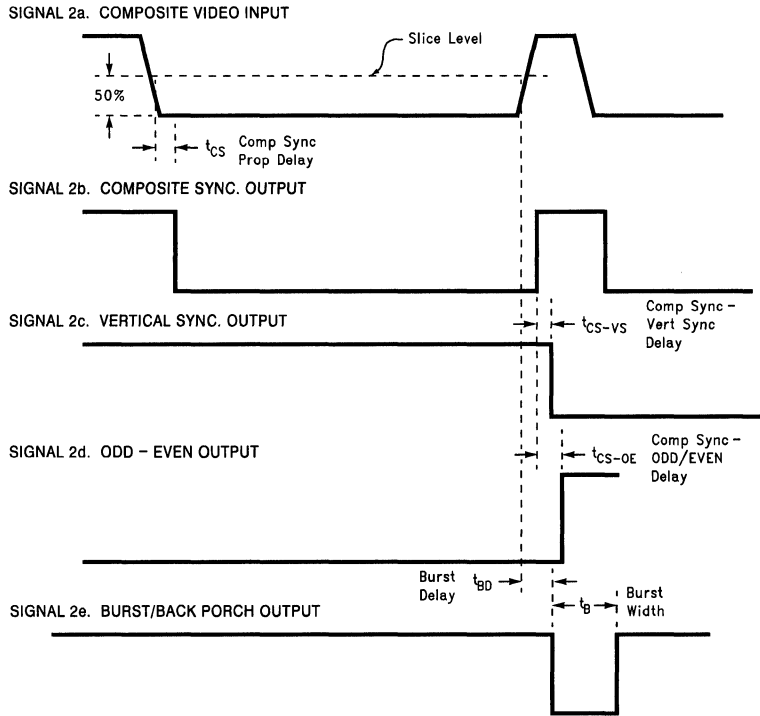 SIGNAL 2a. COMPOSITE VIDEO INPUT
Slice Level
50%
tCS Comp Sync
Prop Delay
SIGNAL 2b. COMPOSITE SYNC. OUTPUT
SIGNAL 2c. VERTICAL SYNC. OUTPUT
tCS-VS Comp Sync –
Vert Sync
Delay
SIGNAL 2d. ODD – EVEN OUTPUT
tCS-OE Comp Sync –
ODD/EVEN
Delay
Burst
Delay tBD
SIGNAL 2e. BURST/BACK PORCH OUTPUT
tB Burst
Width